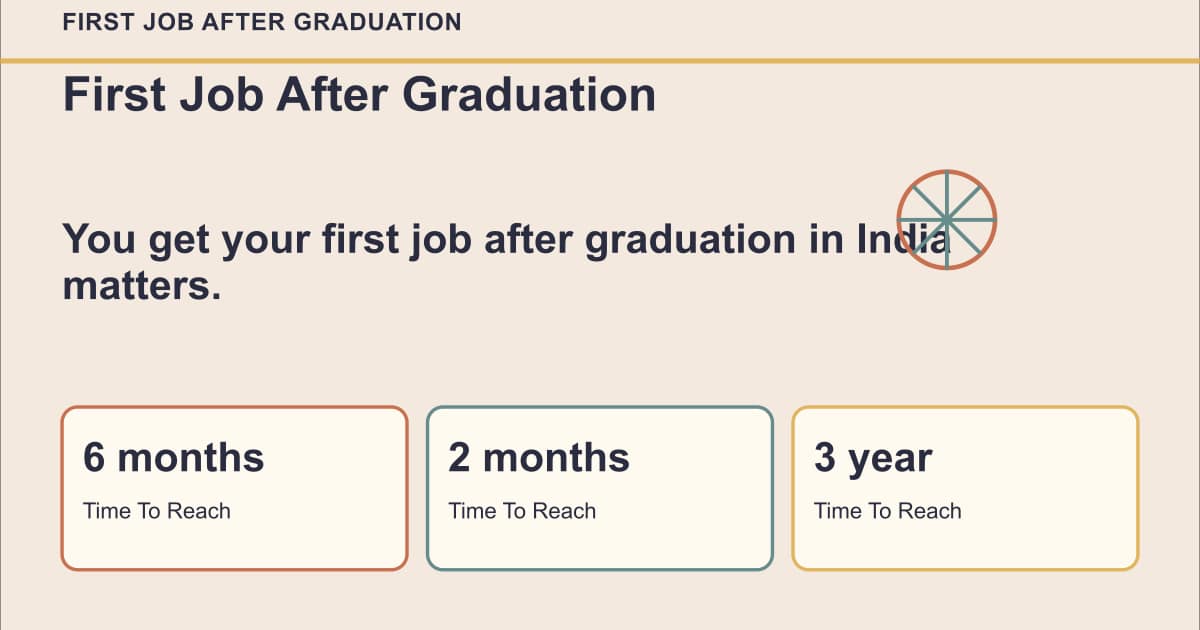 FIRST JOB AFTER GRADUATION
First Job After Graduation
You get your first job after graduation in India
matters.
6 months
Time To Reach
2 months
Time To Reach
3 year
Time To Reach